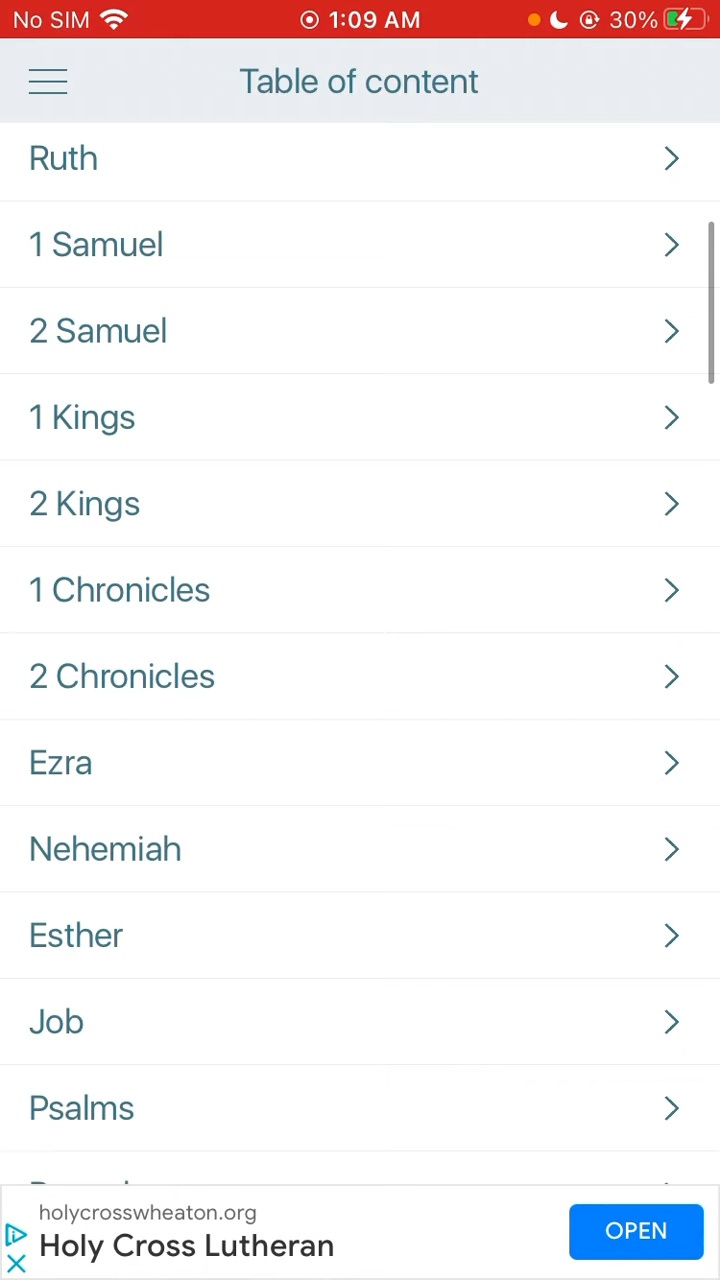 No SIM 1:09 AM 30%
Table of content
Ruth
1 Samuel
2 Samuel
1 Kings
2 Kings
1 Chronicles
2 Chronicles
Ezra
Nehemiah
Esther
Job
Psalms
holycrosswheaton.org
Holy Cross Lutheran
OPEN